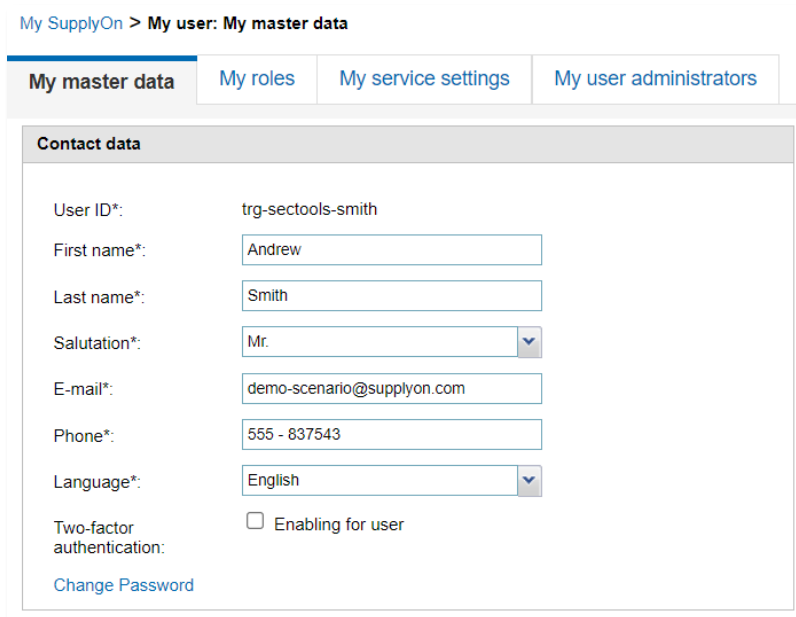 My SupplyOn > My user: My master data
My master data My roles My service settings My user administrators
Contact data
User ID*: trg-sectools-smith
First name*: Andrew
Last name*: Smith
Salutation*: Mr.
E-mail*: demo-scenario@supplyon.com
Phone*: 555 - 837543
Language*: English
Two-factor
authentication: Enabling for user
Change Password